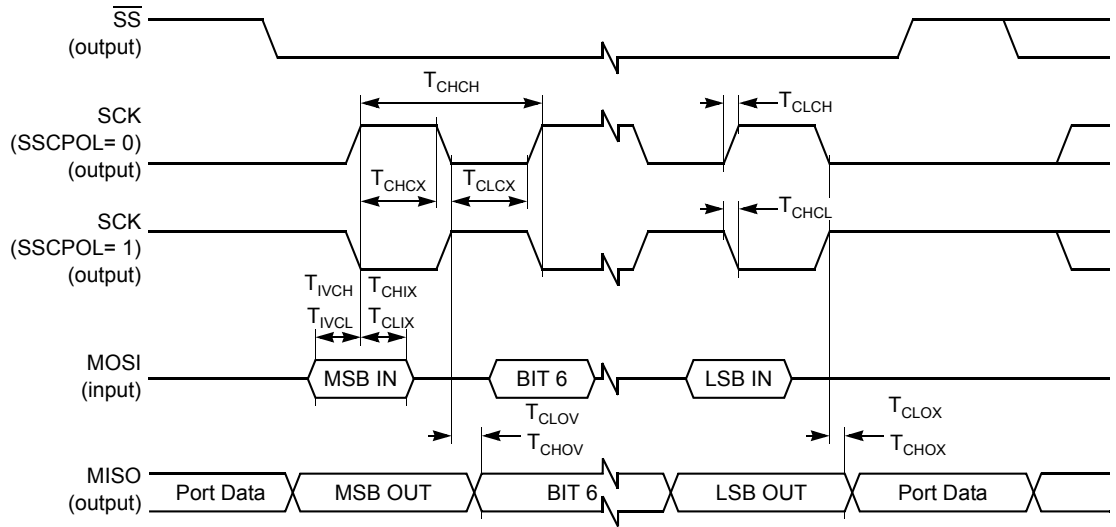 SS
(output)
T_CHCH
T_CLCH
SCK
(SSCPOL= 0)
(output)
T_CHCX
T_CLCX
T_CHCL
SCK
(SSCPOL= 1)
(output)
T_IVCH
T_CHIX
T_IVCL
T_CLIX
MOSI
(input)
MSB IN
BIT 6
LSB IN
T_CLOV
T_CLOX
T_CHOV
T_CHOX
MISO
(output)
Port Data
MSB OUT
BIT 6
LSB OUT
Port Data